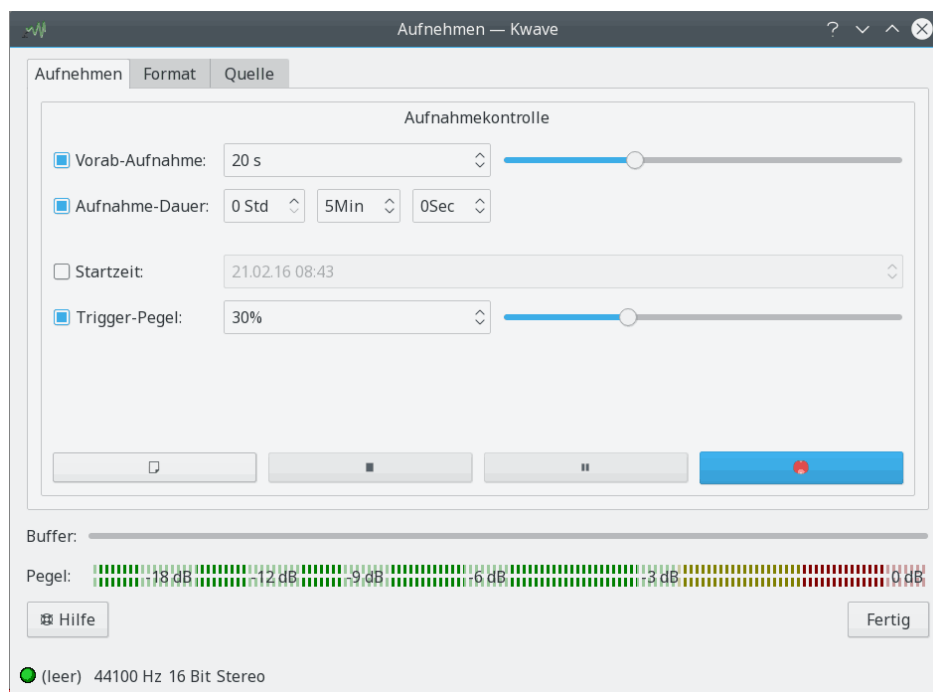 Aufnehmen — Kwave
Aufnehmen Format Quelle
Aufnahmekontrolle
Vorab-Aufnahme: 20 s
Aufnahme-Dauer: 0 Std 5Min 0Sec
Startzeit: 21.02.16 08:43
Trigger-Pegel: 30%
Buffer:
Pegel: -18 dB -12 dB -9 dB -6 dB -3 dB 0 dB
Hilfe Fertig
(leer) 44100 Hz 16 Bit Stereo